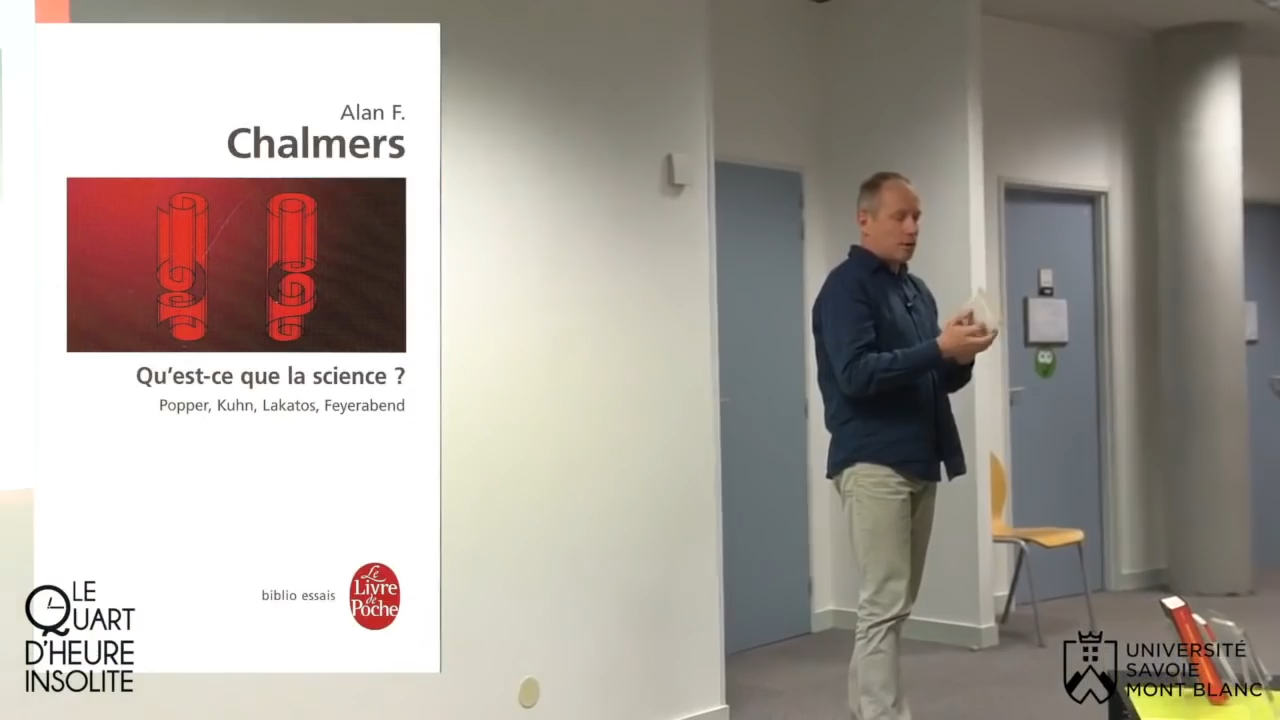 Alan F.
Chalmers
Qu'est-ce que la science ?
Popper, Kuhn, Lakatos, Feyerabend
biblio essais
Le
Livre
de
Poche
LE
QUART
D'HEURE
INSOLITE
UNIVERSITÉ
SAVOIE
MONT BLANC